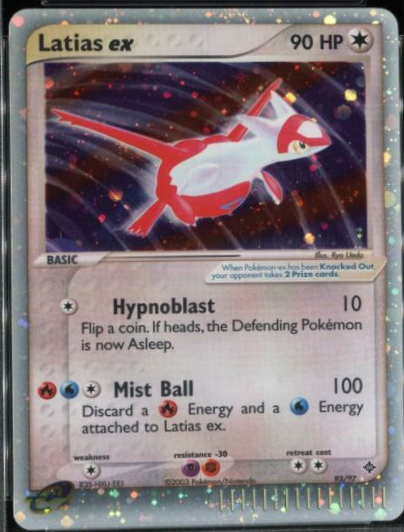 Latias ex 90 HP
BASIC
Illus. Ryo Ueda
When Pokémon-ex has been Knocked Out,
your opponent takes 2 Prize cards.
Hypnoblast 10
Flip a coin. If heads, the Defending Pokémon
is now Asleep.
Mist Ball 100
Discard a Energy and a Energy
attached to Latias ex.
weakness resistance -30 retreat cost
©2003 Pokémon/Nintendo
e